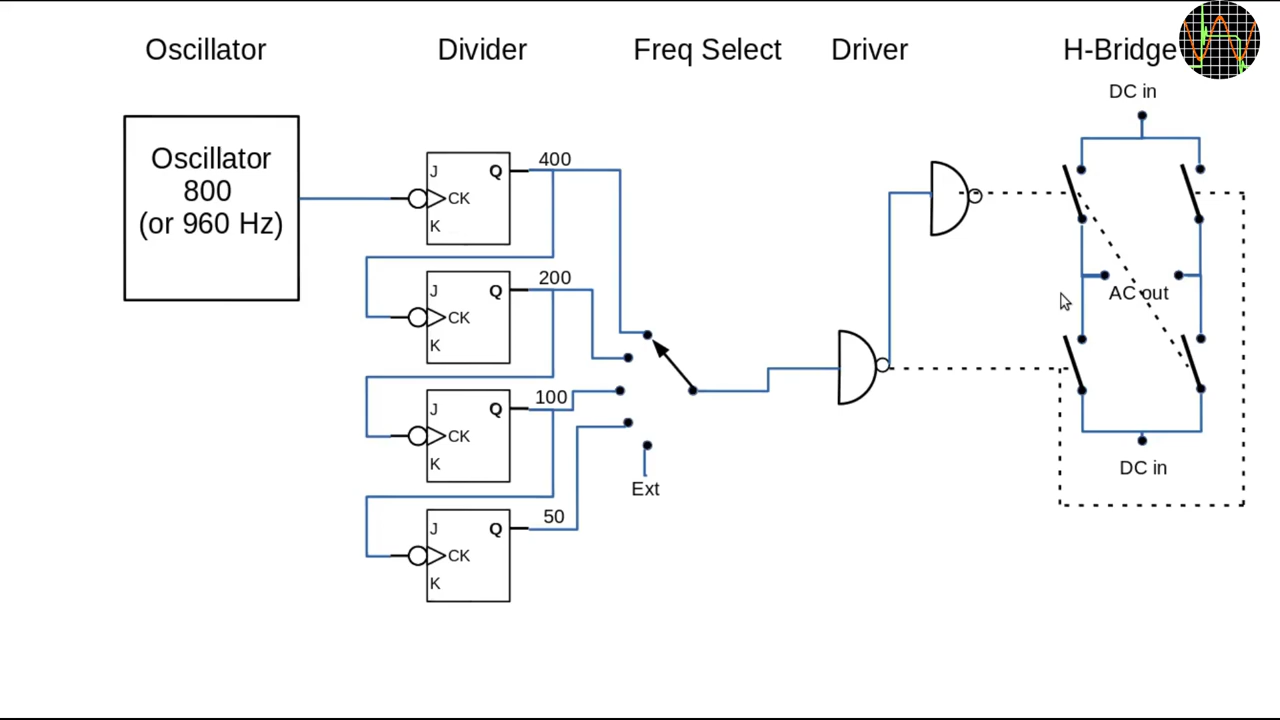 Oscillator
Divider
Freq Select
Driver
H-Bridge
DC in
Oscillator
800
(or 960 Hz)
J
Q
CK
K
400
J
Q
CK
K
200
J
Q
CK
K
100
J
Q
CK
K
50
Ext
AC out
DC in